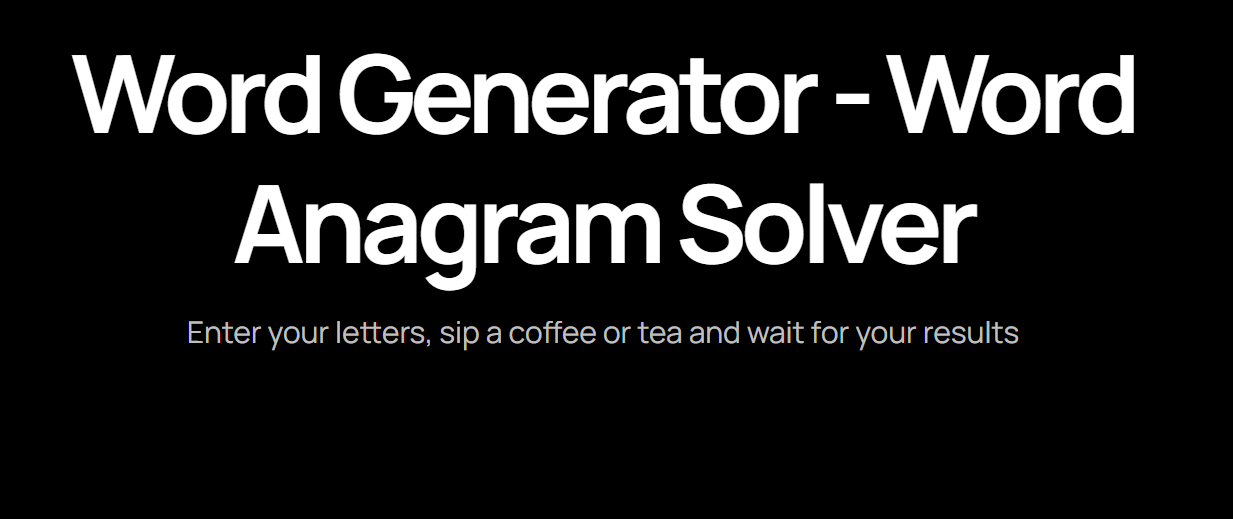 Word Generator - Word
Anagram Solver
Enter your letters, sip a coffee or tea and wait for your results